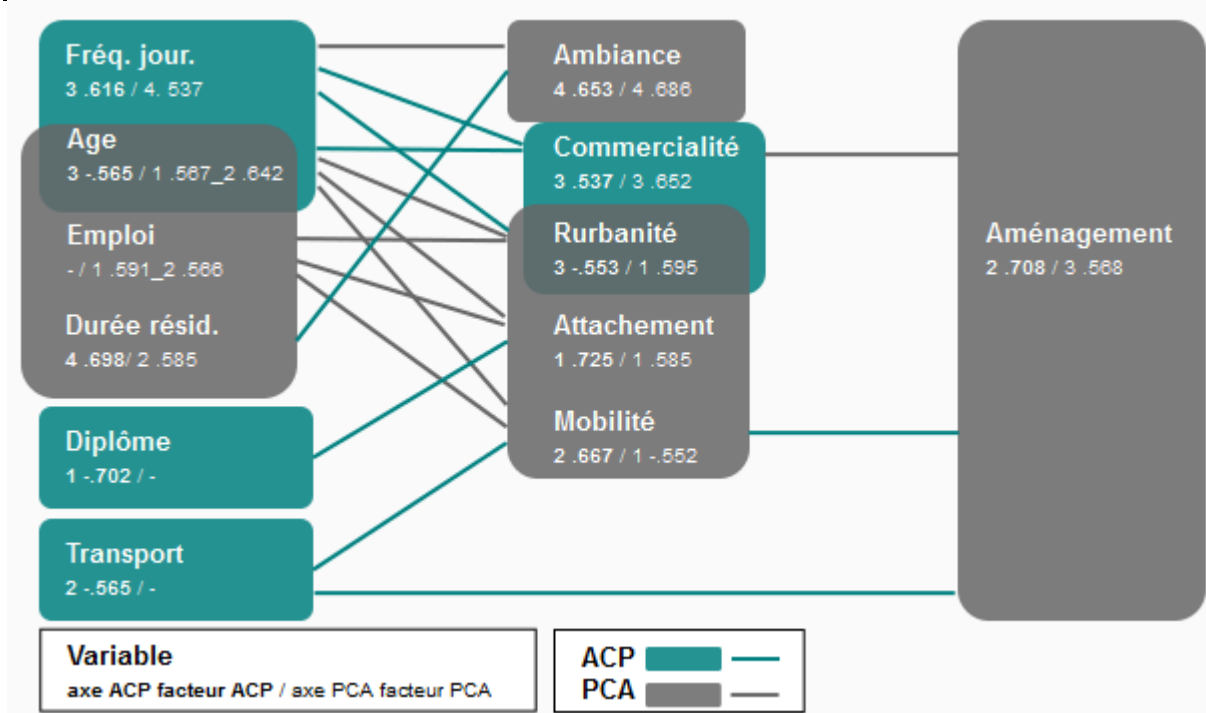 Fréq. jour.
3 .616 / 4. 537
Age
3 -.565 / 1 .567_2 .642
Emploi
- / 1 .591_2 .566
Durée résid.
4 .698/ 2 .585
Diplôme
1 -.702 / -
Transport
2 -.565 / -
Ambiance
4 .653 / 4 .686
Commercialité
3 .537 / 3 .652
Rurbanité
3 -.553 / 1 .595
Attachement
1 .725 / 1 .585
Mobilité
2 .667 / 1 -.552
Aménagement
2 .708 / 3 .568
Variable
axe ACP facteur ACP / axe PCA facteur PCA
ACP
PCA